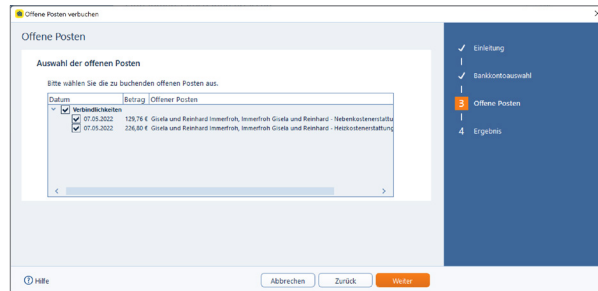 Offene Posten verbuchen
Offene Posten
Auswahl der offenen Posten
Bitte wählen Sie die zu buchenden offenen Posten aus.
Datum Betrag Offener Posten
Verbindlichkeiten
07.05.2022 129,76 € Gisela und Reinhard Immerfroh, Immerfroh Gisela und Reinhard - Nebenkostenerstattu
07.05.2022 226,80 € Gisela und Reinhard Immerfroh, Immerfroh Gisela und Reinhard - Heizkostenerstattung
Einleitung
Bankkontoauswahl
3 Offene Posten
4 Ergebnis
? Hilfe
Abbrechen Zurück Weiter